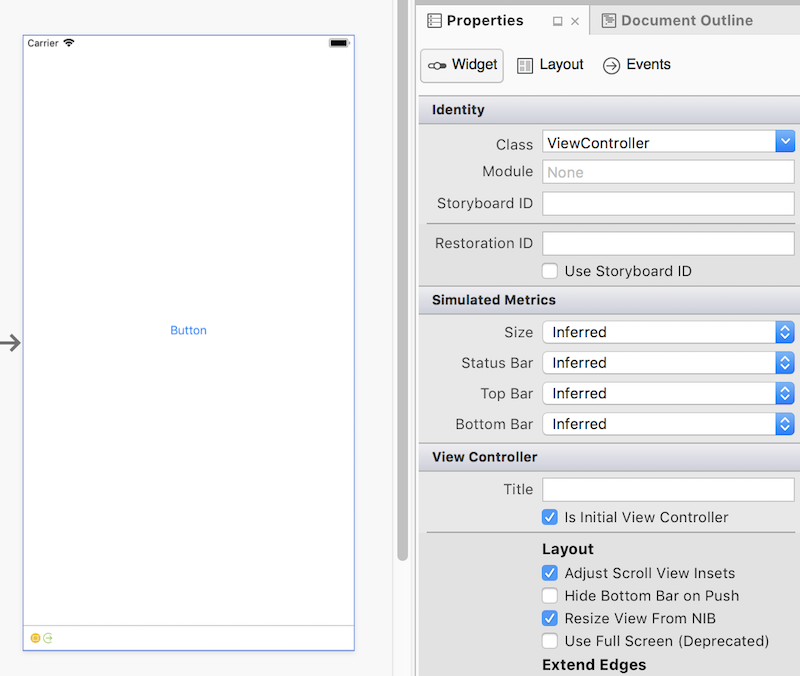 Carrier
Button
Properties
Document Outline
Widget
Layout
Events
Identity
Class ViewController
Module None
Storyboard ID
Restoration ID
Use Storyboard ID
Simulated Metrics
Size Inferred
Status Bar Inferred
Top Bar Inferred
Bottom Bar Inferred
View Controller
Title
Is Initial View Controller
Layout
Adjust Scroll View Insets
Hide Bottom Bar on Push
Resize View From NIB
Use Full Screen (Deprecated)
Extend Edges